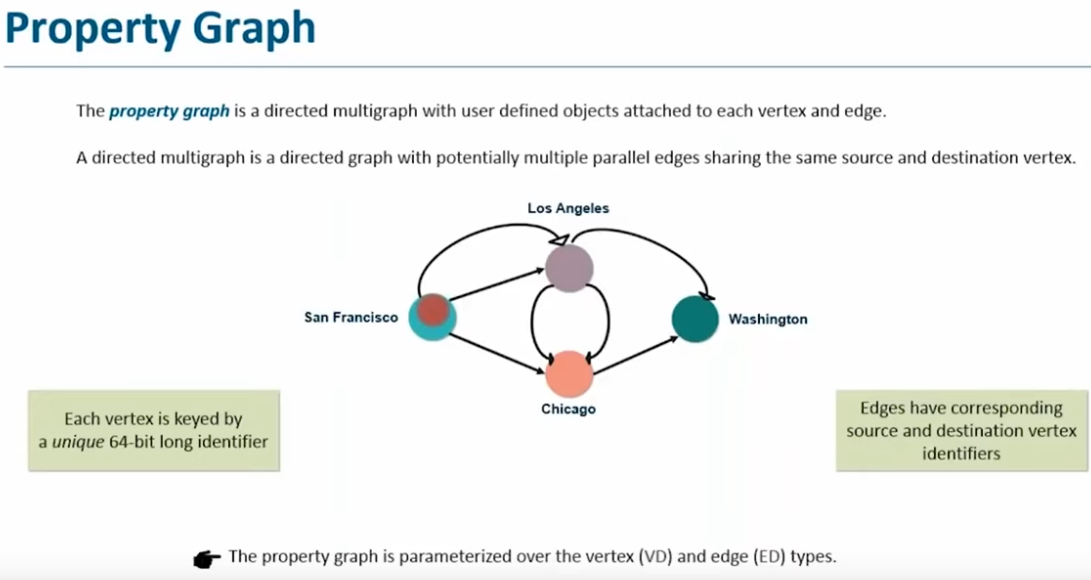 Property Graph
The property graph is a directed multigraph with user defined objects attached to each vertex and edge.
A directed multigraph is a directed graph with potentially multiple parallel edges sharing the same source and destination vertex.
Los Angeles
San Francisco
Washington
Chicago
Each vertex is keyed by
a unique 64-bit long identifier
Edges have corresponding
source and destination vertex
identifiers
The property graph is parameterized over the vertex (VD) and edge (ED) types.